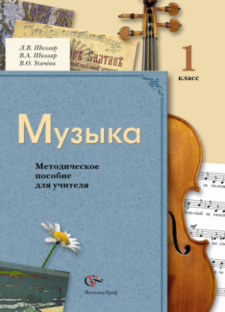 Л.В. Школяр
В.А. Школяр
В.О. Усачёва
1
класс
Музыка
Методическое
пособие
для учителя
Вентана-Граф